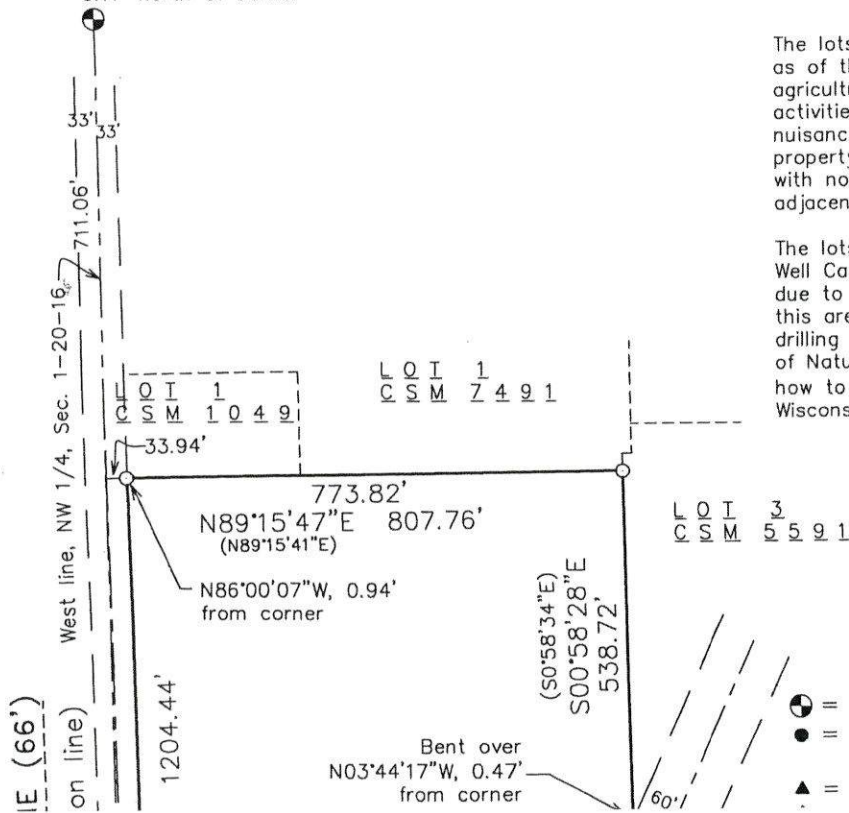 The lots
as of th
agricultu
activitie
nuisanc
property
with no
adjacen
The lots
Well Ca
due to
this are
drilling
of Natu
how to
Wiscons
33'
33'
711.06'
West line, NW 1/4, Sec. 1-20-16
LOT 1
CSM 1049
LOT 1
CSM 7491
33.94'
773.82'
N89°15'47"E 807.76'
(N89°15'41"E)
LOT 3
CSM 5591
N86°00'07"W, 0.94'
from corner
(S0°58'34"E)
S00°58'28"E
538.72'
1204.44'
IE (66')
on line)
Bent over
N03°44'17"W, 0.47'
from corner
60'
=
=
=